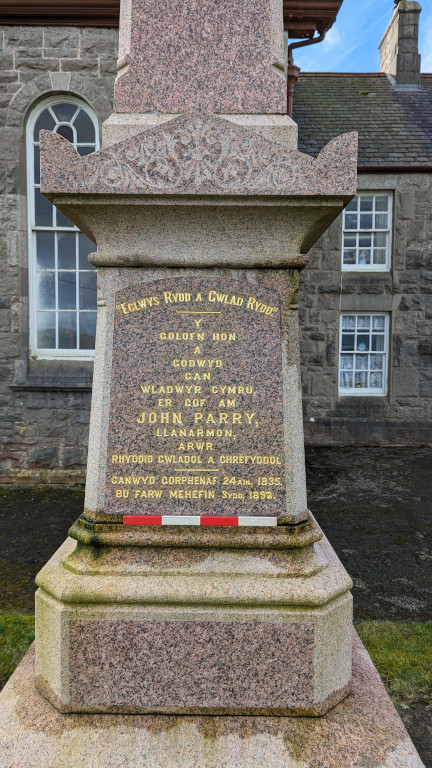 "EGLWYS RYDD A GWLAD RYDD"
Y
GOLOFN HON
A
GODWYD
GAN
WLADWYR CYMRU,
ER COF AM
JOHN PARRY,
LLANARMON,
ARWR
RHYDDID GWLADOL A CHREFYDDOL
GANWYD GORPHENAF 24AIN, 1835.
BU FARW MEHEFIN 3YDD, 1892.